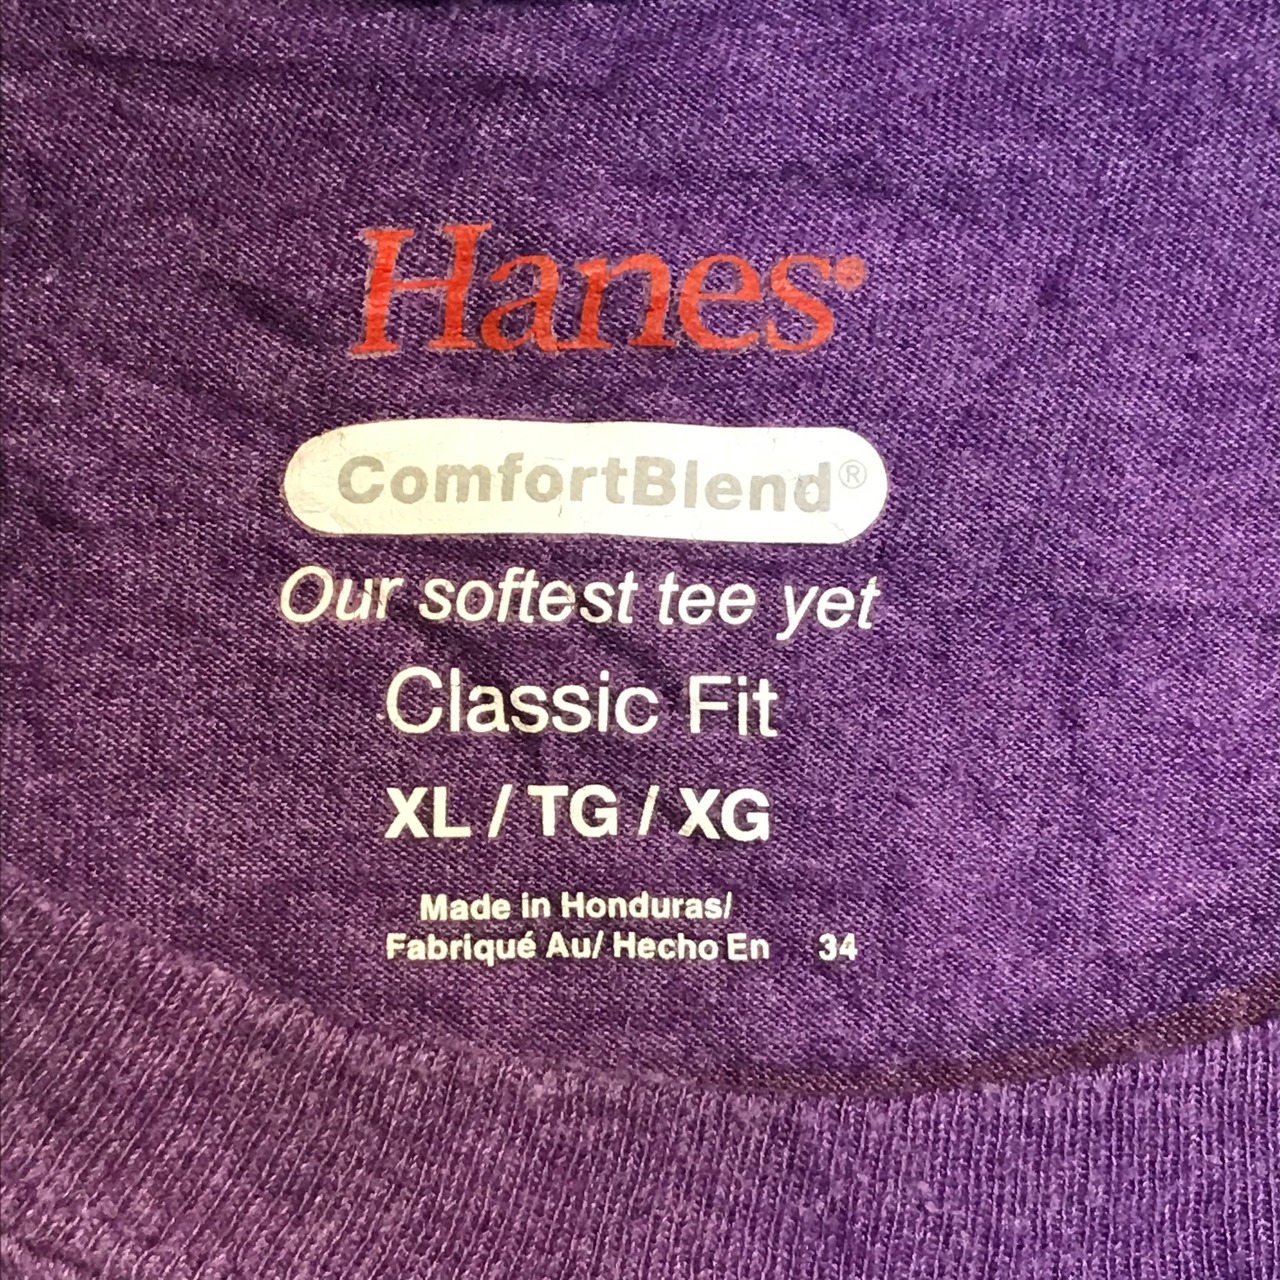 Hanes®
ComfortBlend®
Our softest tee yet
Classic Fit
XL / TG / XG
Made in Honduras/
Fabriqué Au/ Hecho En 34